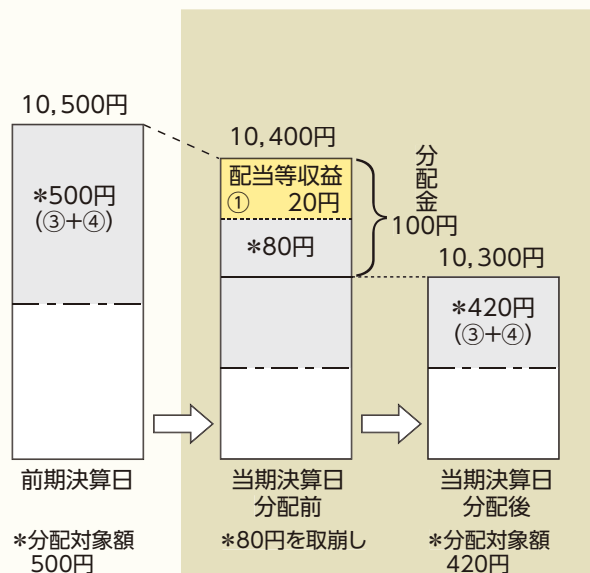 10,500円
*500円
(③+④)
前期決算日
*分配対象額
500円
10,400円
配当等収益
① 20円
*80円
分配金
100円
当期決算日
分配前
*80円を取崩し
10,300円
*420円
(③+④)
当期決算日
分配後
*分配対象額
420円